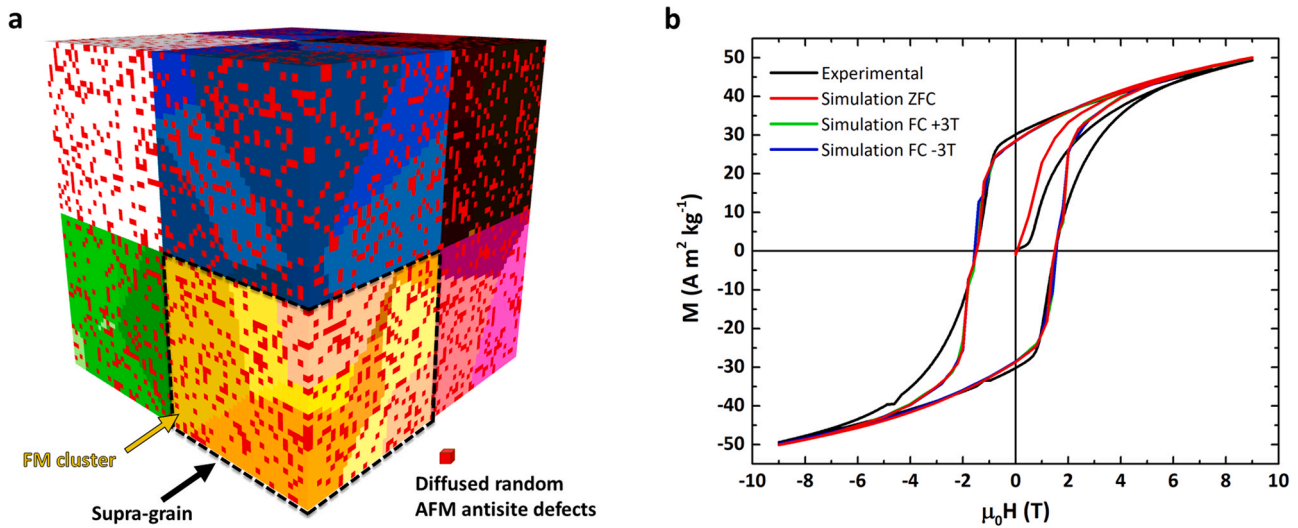 a
FM cluster
Supra-grain
Diffused random
AFM antisite defects
b
Experimental
Simulation ZFC
Simulation FC +3T
Simulation FC -3T
M (A m² kg⁻¹)
50
40
30
20
10
0
-10
-20
-30
-40
-50
-10 -8 -6 -4 -2 0 2 4 6 8 10
μ₀H (T)